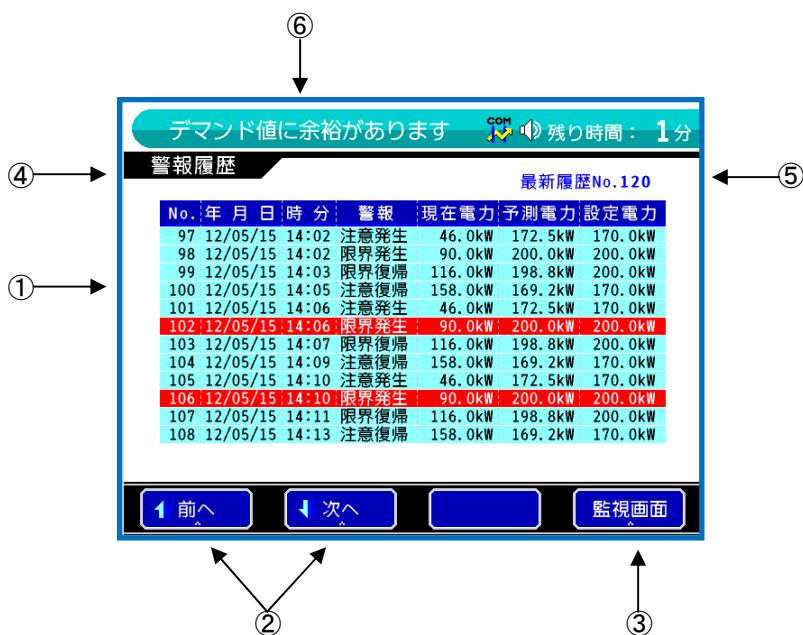 ⑥
デマンド値に余裕があります COM 残り時間： 1分
④
警報履歴
⑤
最新履歴No.120
No. 年 月 日 時 分 警報 現在電力 予測電力 設定電力
97 12/05/15 14:02 注意発生 46.0kW 172.5kW 170.0kW
98 12/05/15 14:02 限界発生 90.0kW 200.0kW 200.0kW
99 12/05/15 14:03 限界復帰 116.0kW 198.8kW 200.0kW
①
100 12/05/15 14:05 注意復帰 158.0kW 169.2kW 170.0kW
101 12/05/15 14:06 注意発生 46.0kW 172.5kW 170.0kW
102 12/05/15 14:06 限界発生 90.0kW 200.0kW 200.0kW
103 12/05/15 14:07 限界復帰 116.0kW 198.8kW 200.0kW
104 12/05/15 14:09 注意復帰 158.0kW 169.2kW 170.0kW
105 12/05/15 14:10 注意発生 46.0kW 172.5kW 170.0kW
106 12/05/15 14:10 限界発生 90.0kW 200.0kW 200.0kW
107 12/05/15 14:11 限界復帰 116.0kW 198.8kW 200.0kW
108 12/05/15 14:13 注意復帰 158.0kW 169.2kW 170.0kW
前へ 次へ 監視画面
② ③